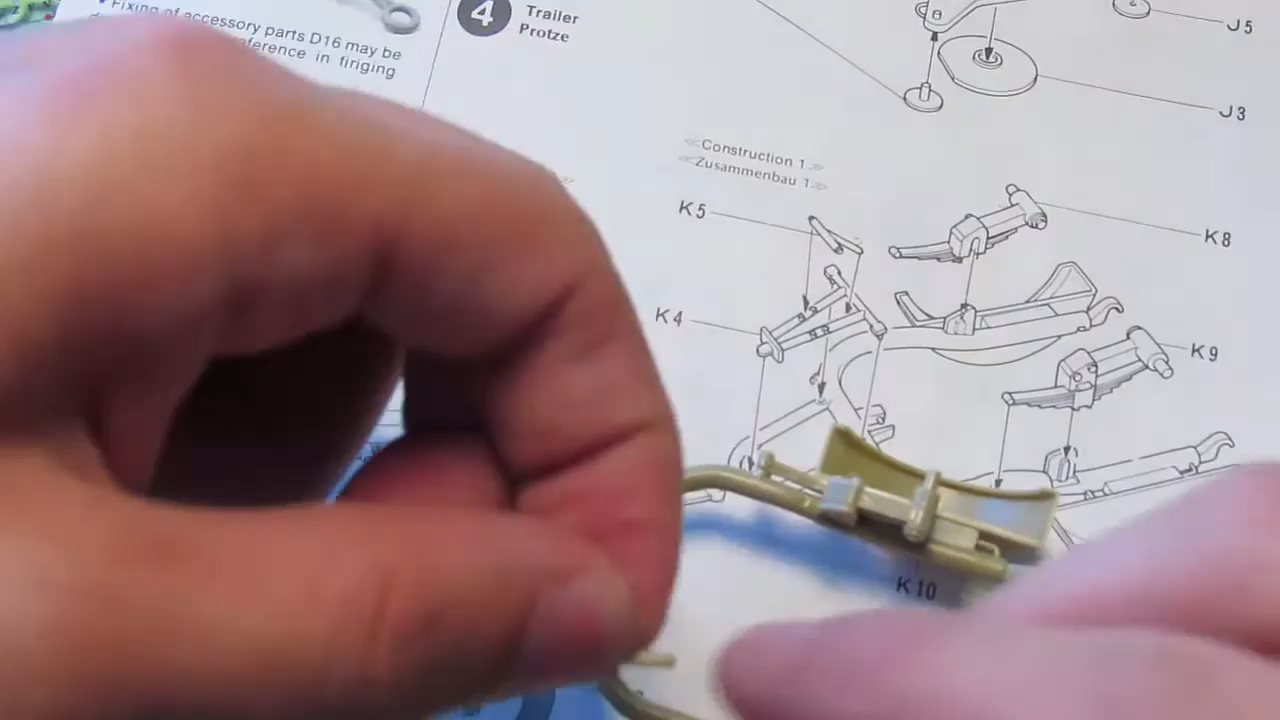 Fixing of accessory parts D16 may be
ference in firiging
4
Trailer
Protze
J5
J3
≪Construction 1≫
≪Zusammenbau 1≫
K5
K8
K4
K9
K10